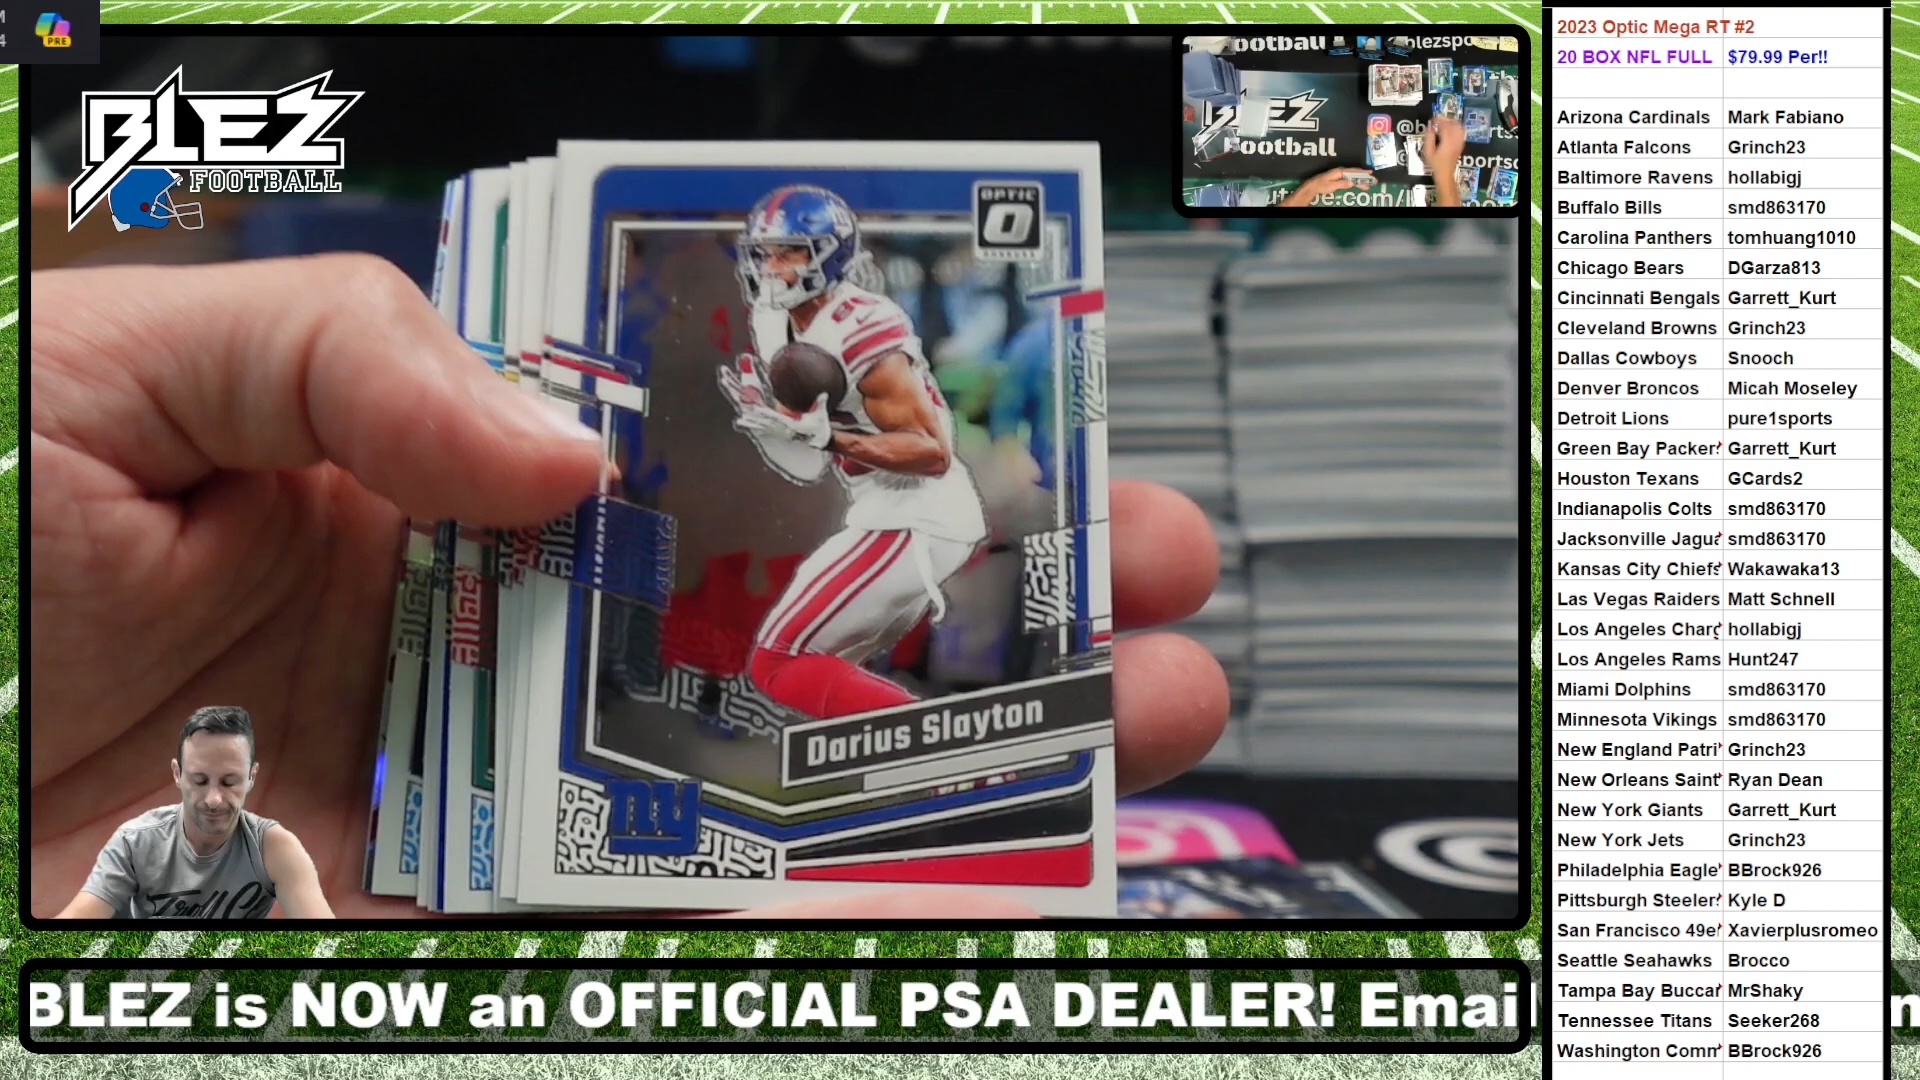 PRE
BLEZ
FOOTBALL
OPTIC
Darius Slayton
NY
BLEZ
Football
BLEZ is NOW an OFFICIAL PSA DEALER! Email
2023 Optic Mega RT #2
20 BOX NFL FULL $79.99 Per!!
Arizona Cardinals Mark Fabiano
Atlanta Falcons Grinch23
Baltimore Ravens hollabigj
Buffalo Bills smd863170
Carolina Panthers tomhuang1010
Chicago Bears DGarza813
Cincinnati Bengals Garrett_Kurt
Cleveland Browns Grinch23
Dallas Cowboys Snooch
Denver Broncos Micah Moseley
Detroit Lions pure1sports
Green Bay Packer Garrett_Kurt
Houston Texans GCards2
Indianapolis Colts smd863170
Jacksonville Jagua smd863170
Kansas City Chiefs Wakawaka13
Las Vegas Raiders Matt Schnell
Los Angeles Charg hollabigj
Los Angeles Rams Hunt247
Miami Dolphins smd863170
Minnesota Vikings smd863170
New England Patri Grinch23
New Orleans Saint Ryan Dean
New York Giants Garrett_Kurt
New York Jets Grinch23
Philadelphia Eagle BBrock926
Pittsburgh Steeler Kyle D
San Francisco 49e Xavierplusromeo
Seattle Seahawks Brocco
Tampa Bay Buccar MrShaky
Tennessee Titans Seeker268
Washington Comm BBrock926